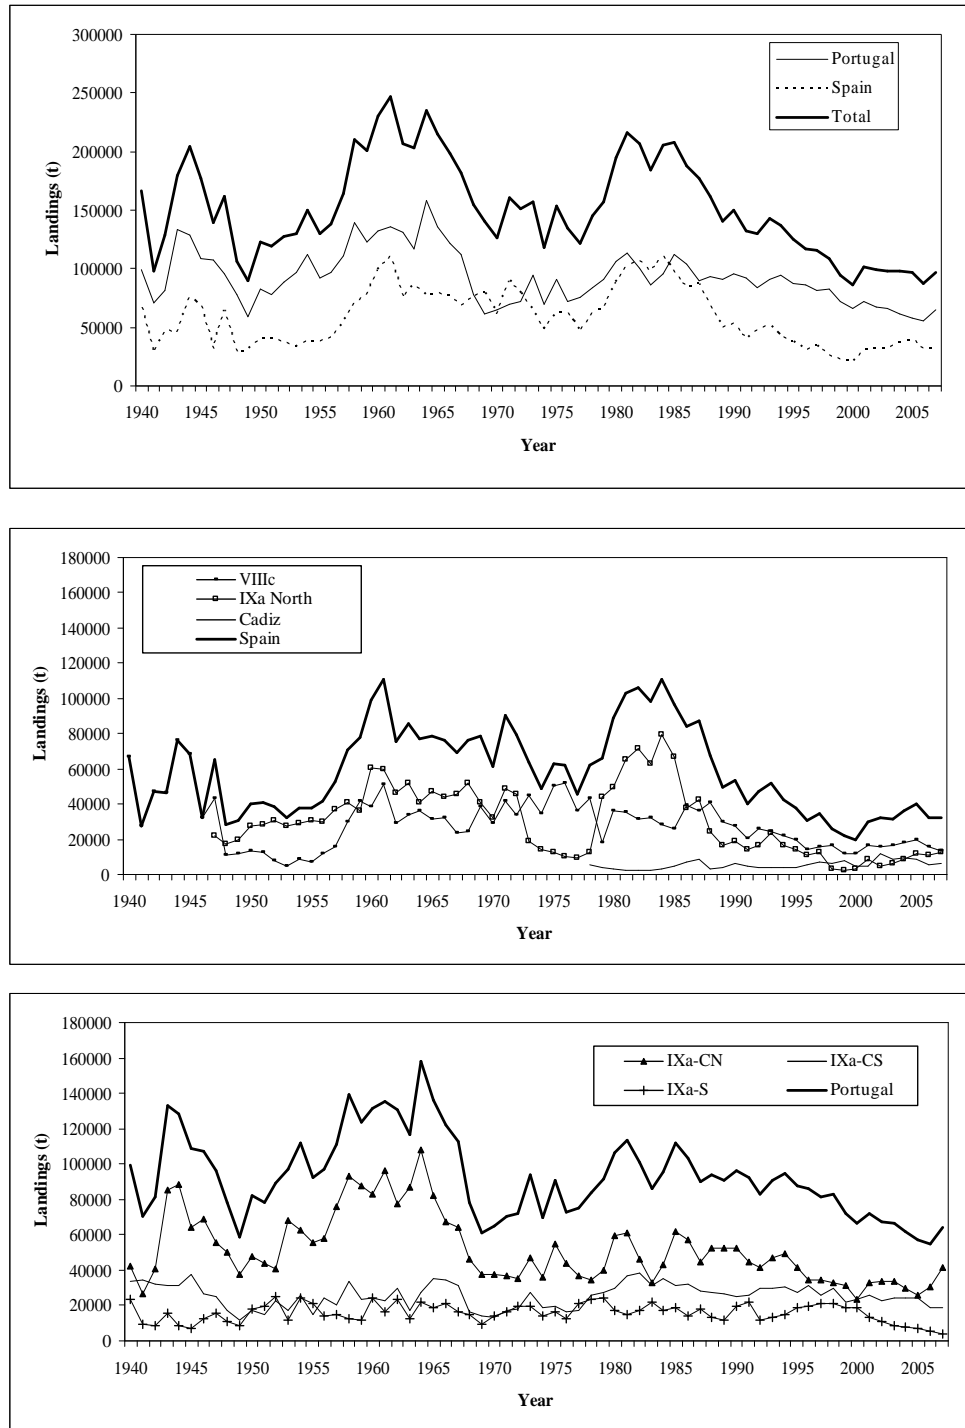 300000
250000
200000
150000
100000
50000
0
Landings (t)
Portugal
Spain
Total
1940 1945 1950 1955 1960 1965 1970 1975 1980 1985 1990 1995 2000 2005
Year
180000
160000
140000
120000
100000
80000
60000
40000
20000
0
Landings (t)
VIIIc
IXa North
Cadiz
Spain
1940 1945 1950 1955 1960 1965 1970 1975 1980 1985 1990 1995 2000 2005
Year
180000
160000
140000
120000
100000
80000
60000
40000
20000
0
Landings (t)
IXa-CN IXa-CS
IXa-S Portugal
1940 1945 1950 1955 1960 1965 1970 1975 1980 1985 1990 1995 2000 2005
Year